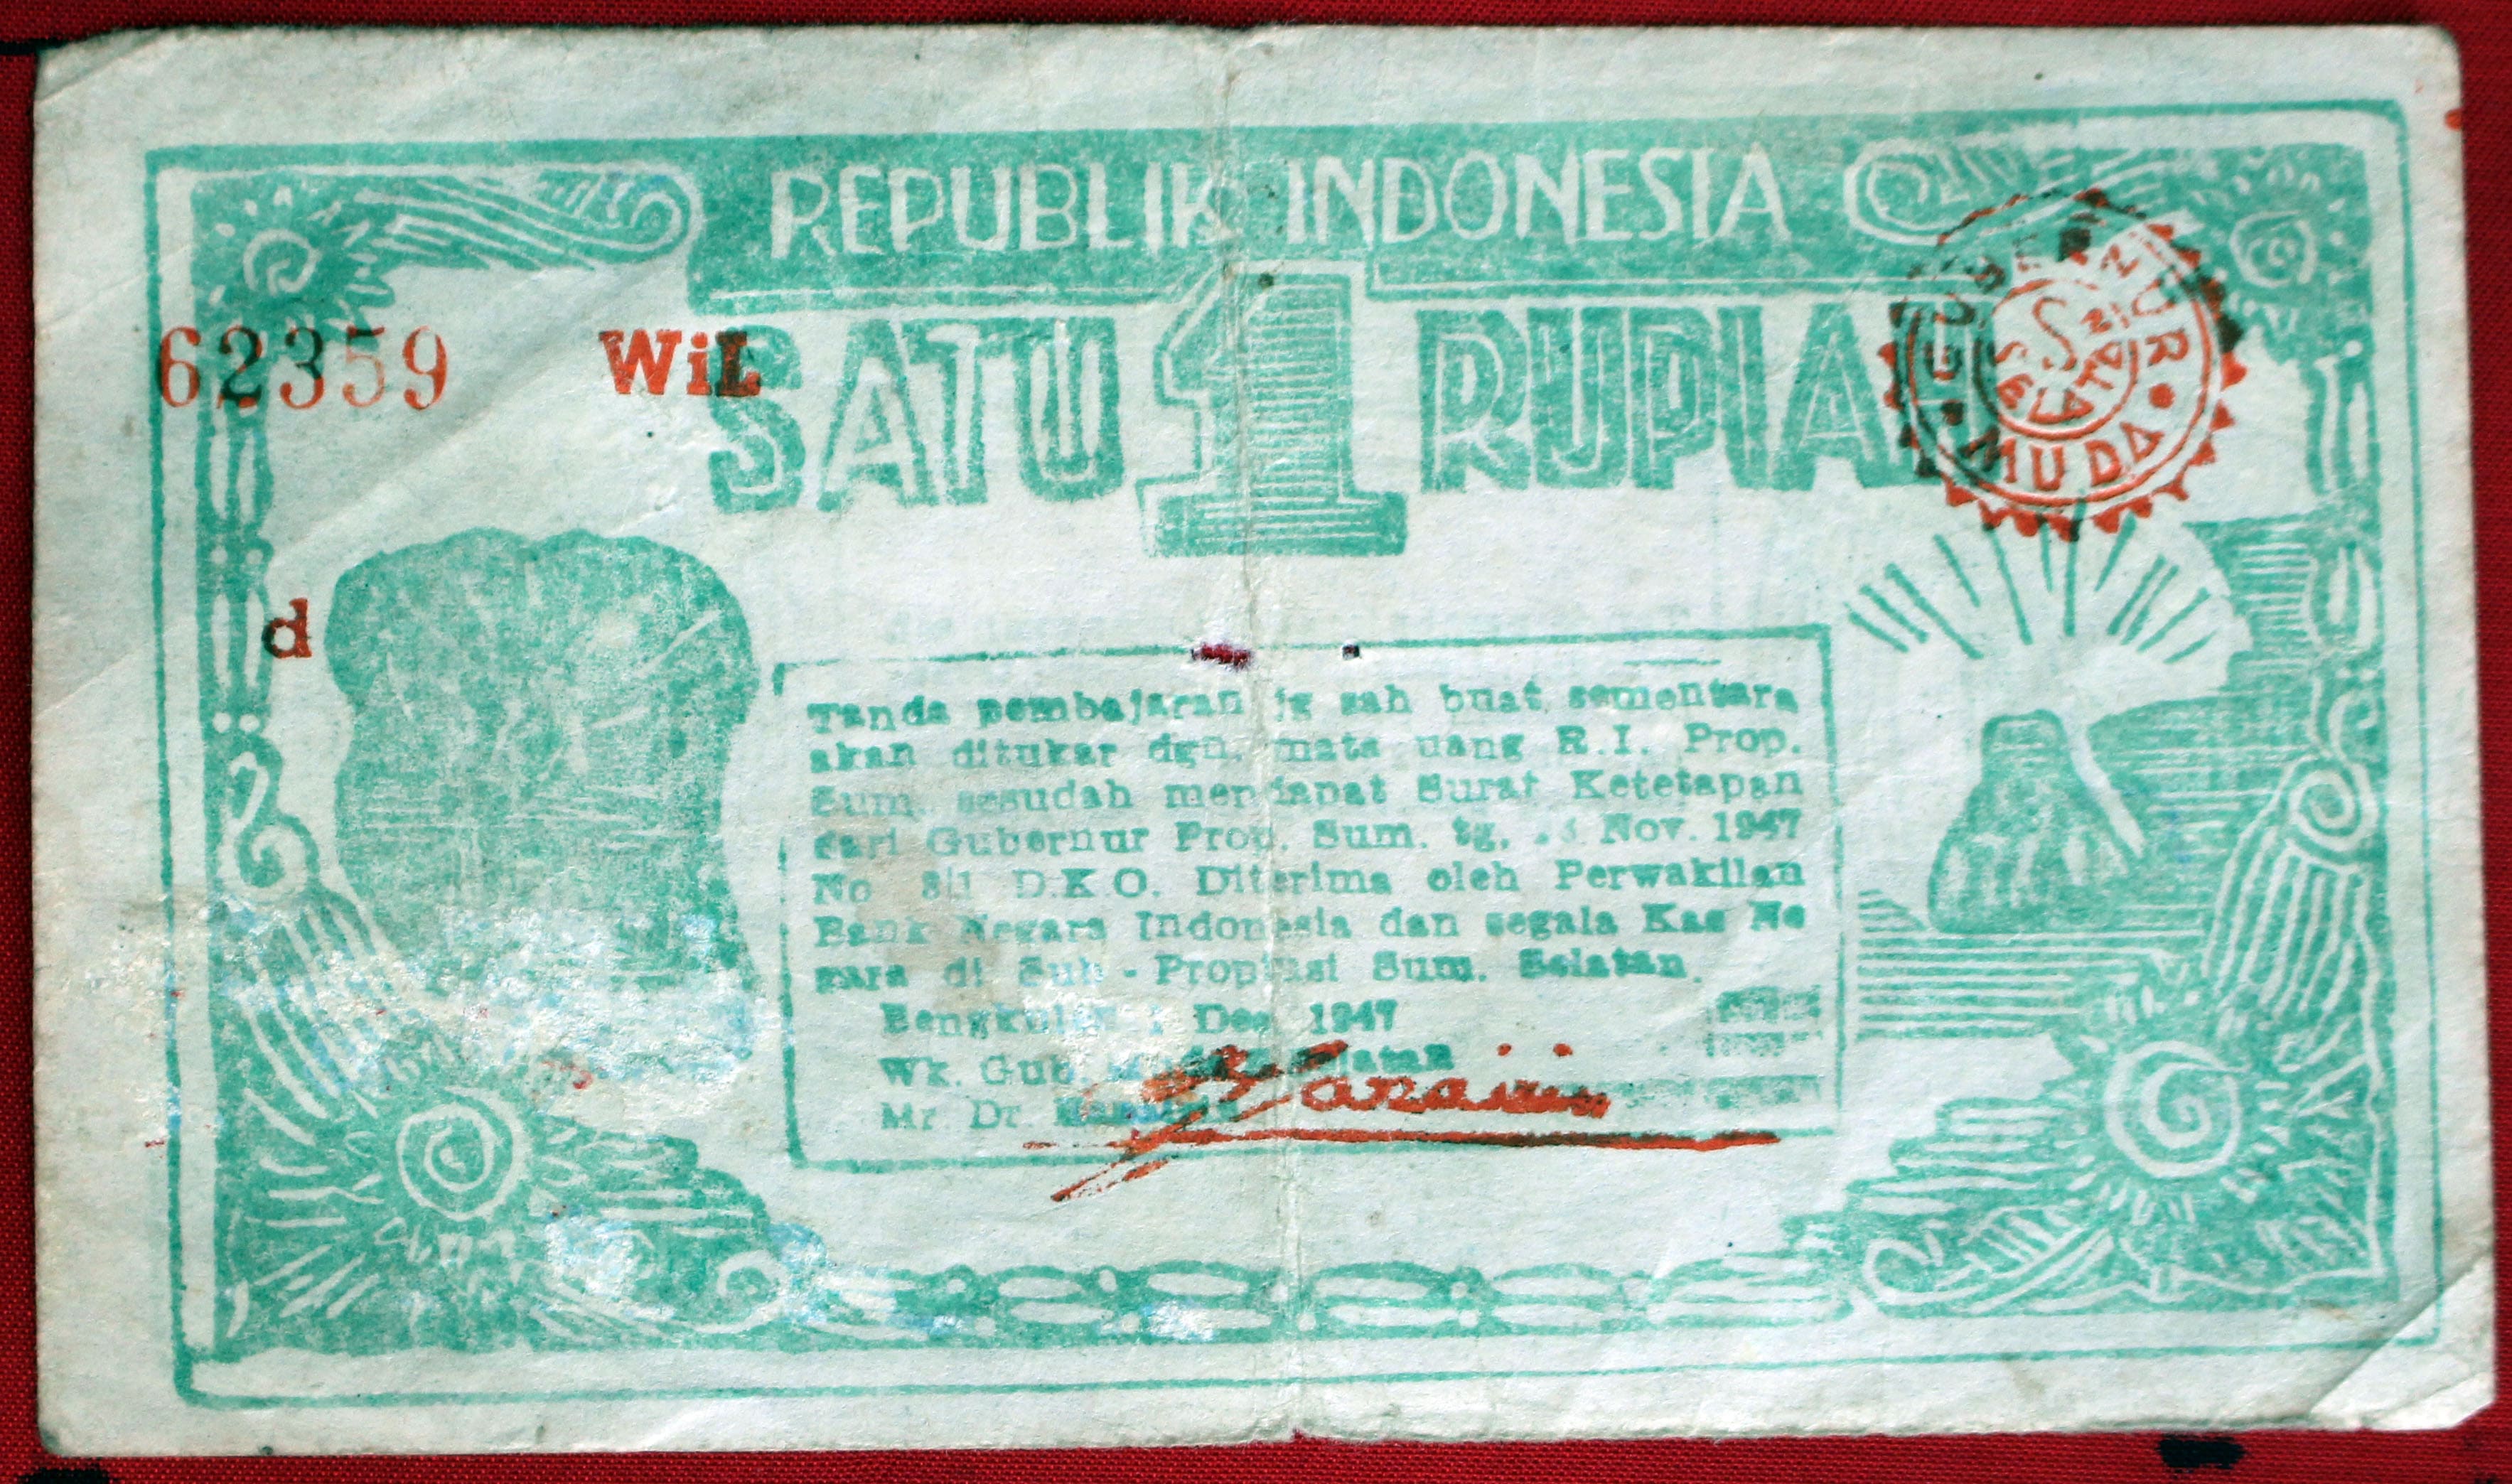 REPUBLIK INDONESIA
62359 WiL SATU 1 RUPIAH
GUBERNUR MUDA
SELATAN
d
Tanda pembajaran jg sah buat sementara
akan ditukar dgn. mata uang R.I. Prop.
Sum. sesudah mendapat Surat Ketetapan
dari Gubernur Prop. Sum. tg. Nov. 1947
No D.K.O. Diterima oleh Perwakilan
Bank Negara Indonesia dan segala Kas Ne
gara di Sub - Propinsi Sum. Selatan.
Bengkulen, 1 Des 1947
Wk. Gub. Muda Selatan
Mr. Dr.